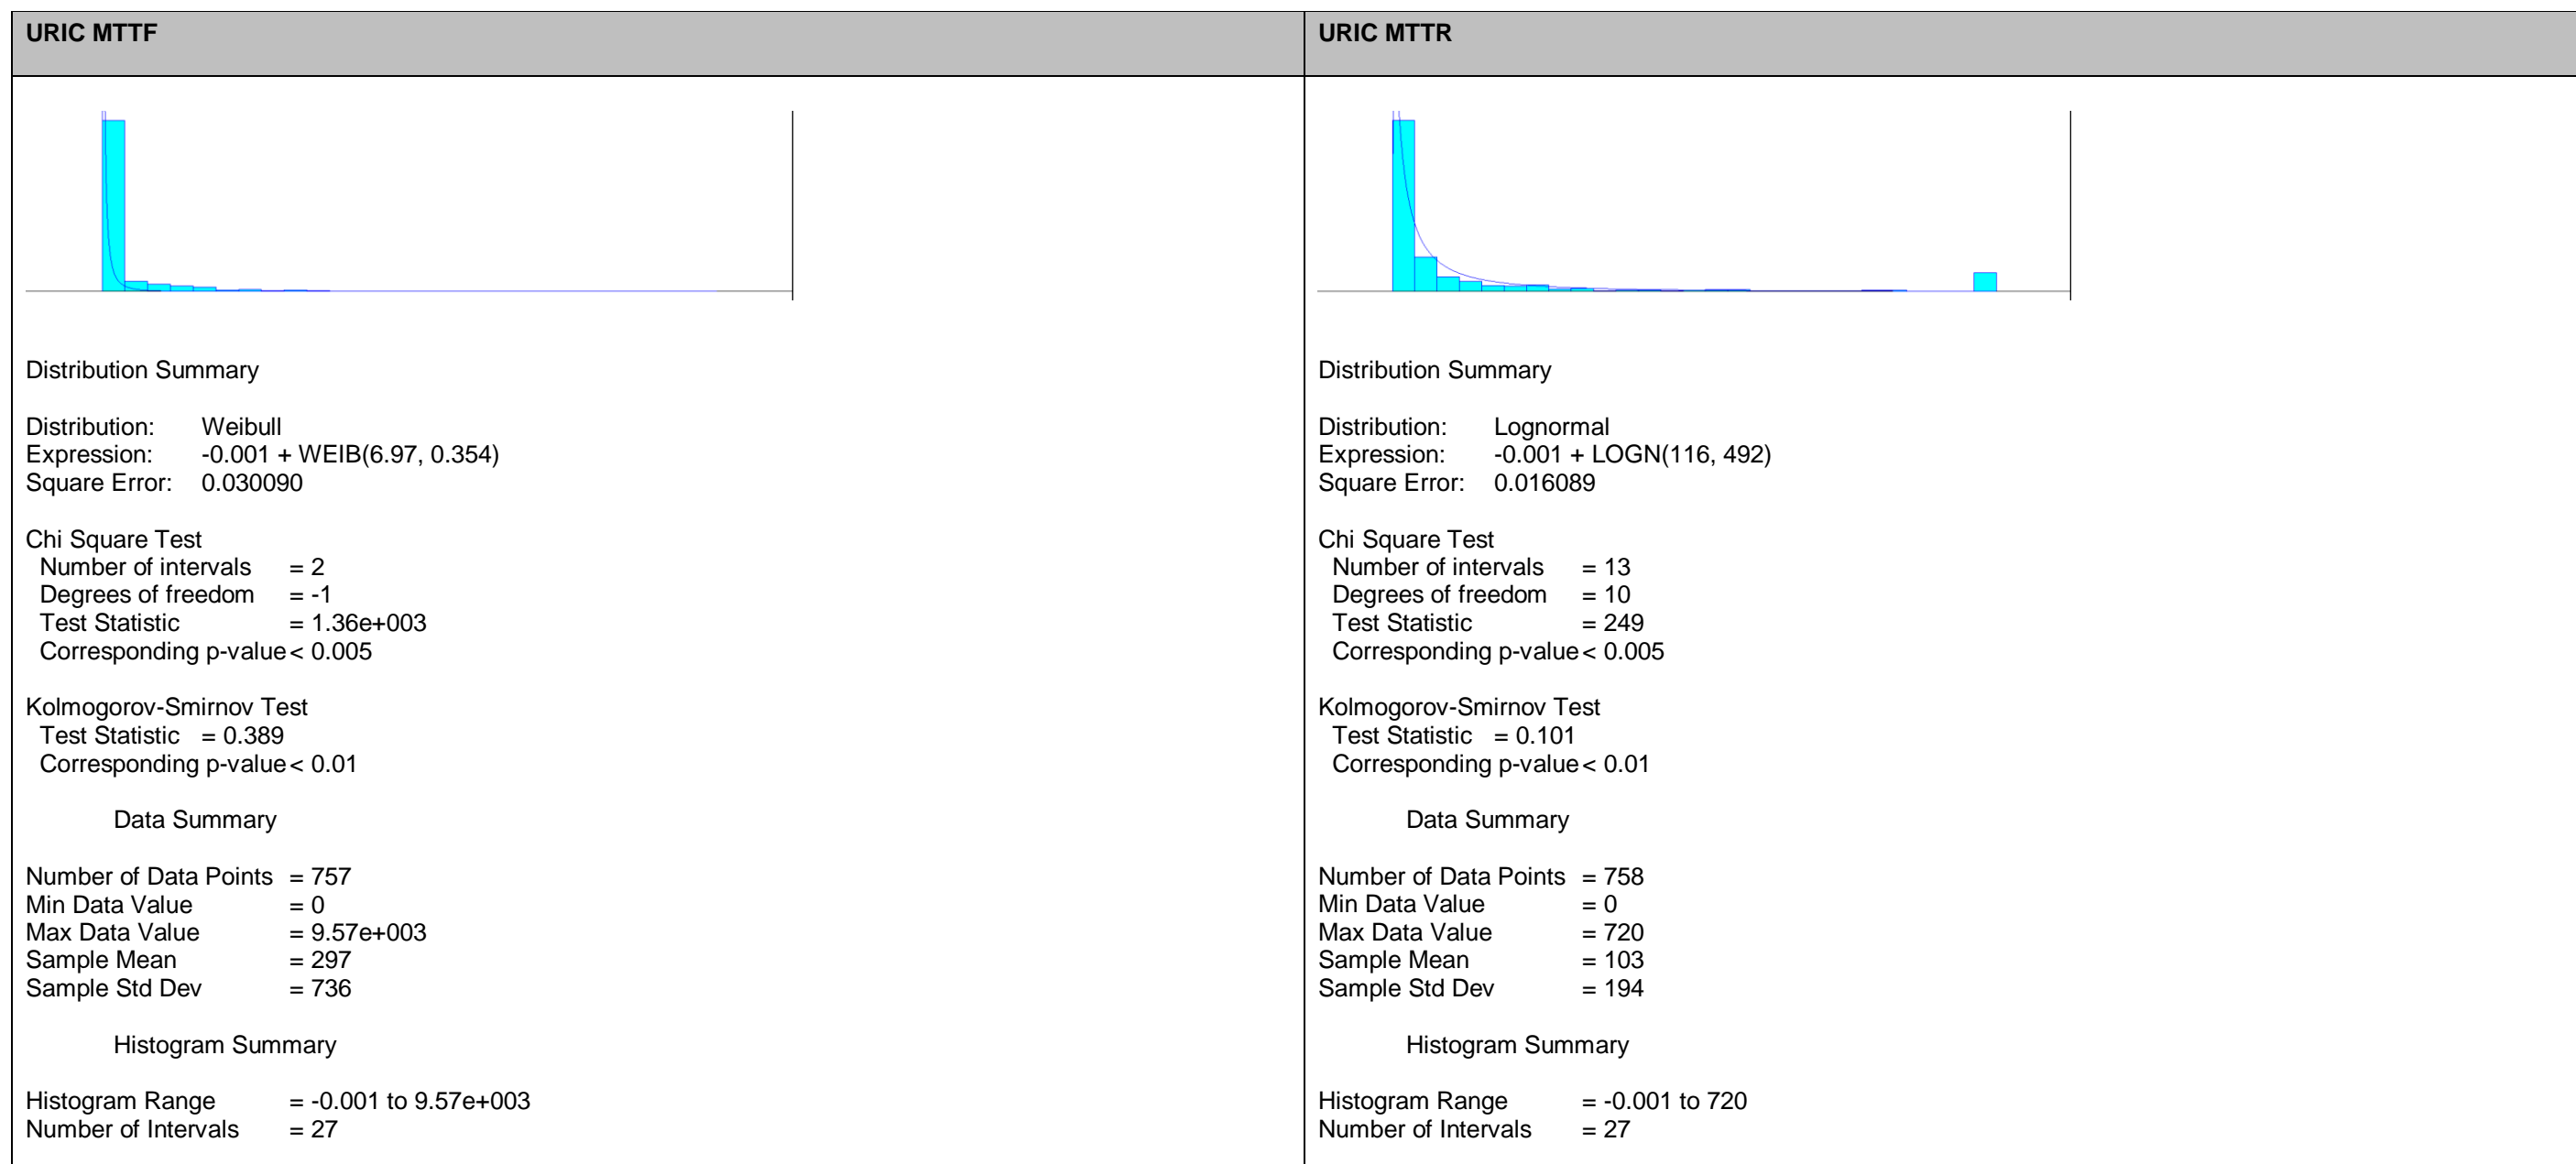 URIC MTTF
Distribution Summary
Distribution: Weibull
Expression: -0.001 + WEIB(6.97, 0.354)
Square Error: 0.030090
Chi Square Test
Number of intervals = 2
Degrees of freedom = -1
Test Statistic = 1.36e+003
Corresponding p-value < 0.005
Kolmogorov-Smirnov Test
Test Statistic = 0.389
Corresponding p-value < 0.01
Data Summary
Number of Data Points = 757
Min Data Value = 0
Max Data Value = 9.57e+003
Sample Mean = 297
Sample Std Dev = 736
Histogram Summary
Histogram Range = -0.001 to 9.57e+003
Number of Intervals = 27
URIC MTTR
Distribution Summary
Distribution: Lognormal
Expression: -0.001 + LOGN(116, 492)
Square Error: 0.016089
Chi Square Test
Number of intervals = 13
Degrees of freedom = 10
Test Statistic = 249
Corresponding p-value < 0.005
Kolmogorov-Smirnov Test
Test Statistic = 0.101
Corresponding p-value < 0.01
Data Summary
Number of Data Points = 758
Min Data Value = 0
Max Data Value = 720
Sample Mean = 103
Sample Std Dev = 194
Histogram Summary
Histogram Range = -0.001 to 720
Number of Intervals = 27